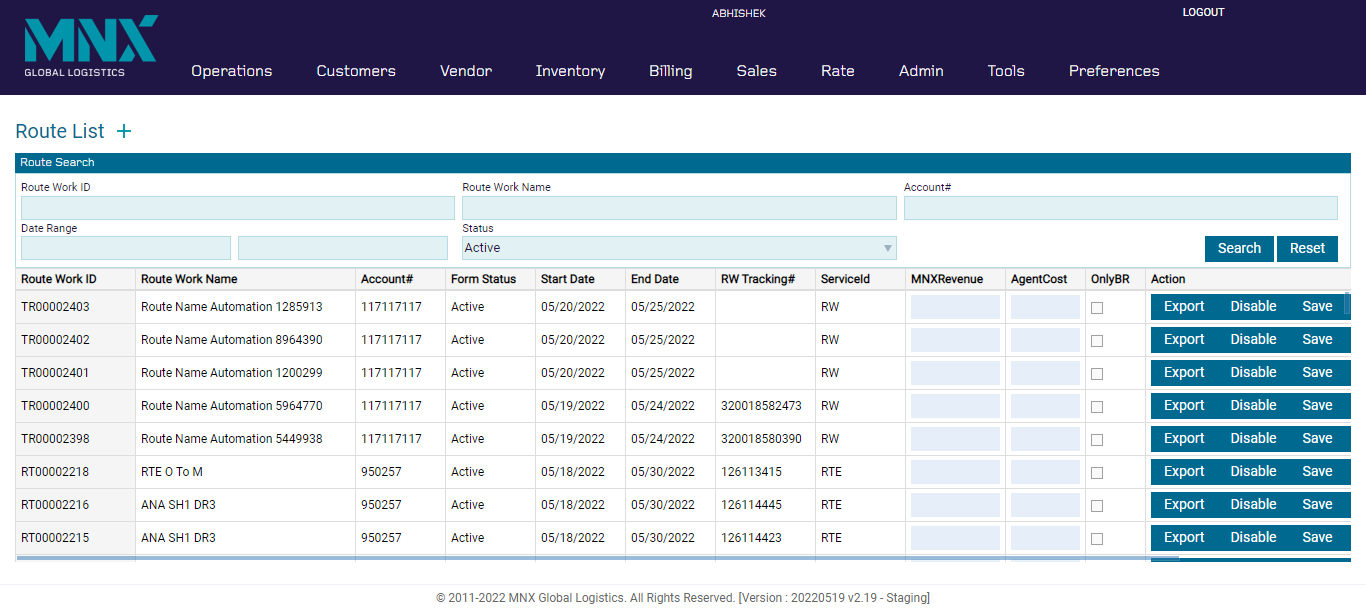 ABHISHEK
LOGOUT
MNX
GLOBAL LOGISTICS
Operations Customers Vendor Inventory Billing Sales Rate Admin Tools Preferences
Route List +
Route Search
Route Work ID Route Work Name Account#
Date Range Status
Active Search Reset
Route Work ID Route Work Name Account# Form Status Start Date End Date RW Tracking# ServiceId MNXRevenue AgentCost OnlyBR Action
TR00002403 Route Name Automation 1285913 117117117 Active 05/20/2022 05/25/2022 RW Export Disable Save
TR00002402 Route Name Automation 8964390 117117117 Active 05/20/2022 05/25/2022 RW Export Disable Save
TR00002401 Route Name Automation 1200299 117117117 Active 05/20/2022 05/25/2022 RW Export Disable Save
TR00002400 Route Name Automation 5964770 117117117 Active 05/19/2022 05/24/2022 320018582473 RW Export Disable Save
TR00002398 Route Name Automation 5449938 117117117 Active 05/19/2022 05/24/2022 320018580390 RW Export Disable Save
RT00002218 RTE O To M 950257 Active 05/18/2022 05/30/2022 126113415 RTE Export Disable Save
RT00002216 ANA SH1 DR3 950257 Active 05/18/2022 05/30/2022 126114445 RTE Export Disable Save
RT00002215 ANA SH1 DR3 950257 Active 05/18/2022 05/30/2022 126114423 RTE Export Disable Save
© 2011-2022 MNX Global Logistics. All Rights Reserved. [Version : 20220519 v2.19 - Staging]